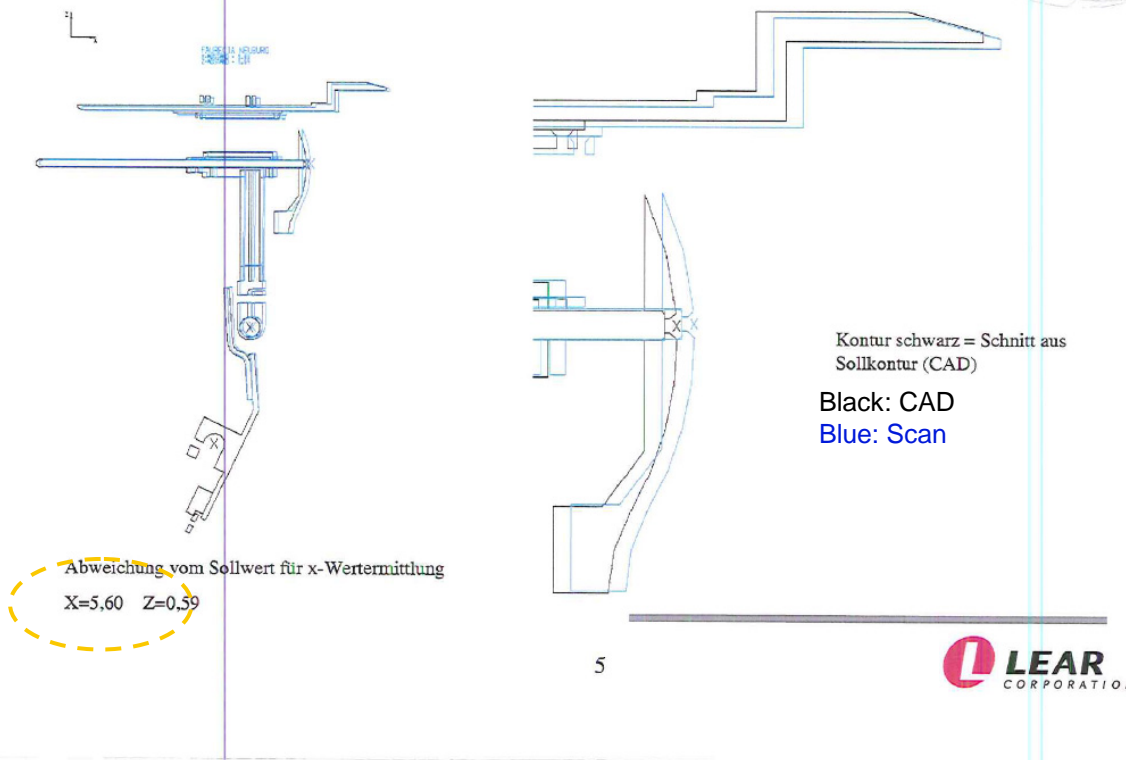 Kontur schwarz = Schnitt aus
Sollkontur (CAD)
Black: CAD
Blue: Scan
Abweichung vom Sollwert für x-Wertermittlung
X=5,60 Z=0,59
5
LEAR
CORPORATIO